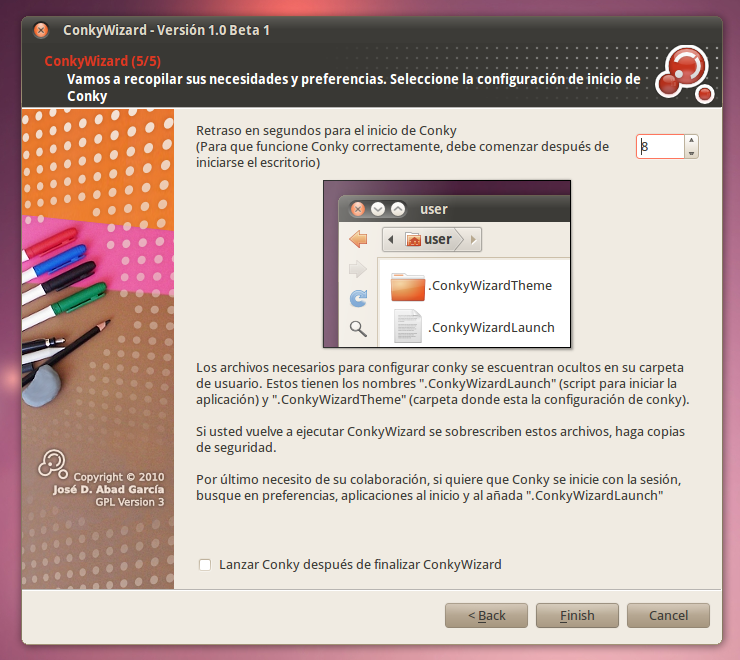 ConkyWizard - Versión 1.0 Beta 1
ConkyWizard (5/5)
Vamos a recopilar sus necesidades y preferencias. Seleccione la configuración de inicio de
Conky
Retraso en segundos para el inicio de Conky
(Para que funcione Conky correctamente, debe comenzar después de
iniciarse el escritorio)
8
user
user
.ConkyWizardTheme
.ConkyWizardLaunch
Los archivos necesarios para configurar conky se escuentran ocultos en su carpeta
de usuario. Estos tienen los nombres ".ConkyWizardLaunch" (script para iniciar la
aplicación) y ".ConkyWizardTheme" (carpeta donde esta la configuración de conky).
Si usted vuelve a ejecutar ConkyWizard se sobrescriben estos archivos, haga copias
de seguridad.
Por último necesito de su colaboración, si quiere que Conky se inicie con la sesión,
busque en preferencias, aplicaciones al inicio y al añada ".ConkyWizardLaunch"
Copyright © 2010
José D. Abad García
GPL Version 3
Lanzar Conky después de finalizar ConkyWizard
< Back
Finish
Cancel